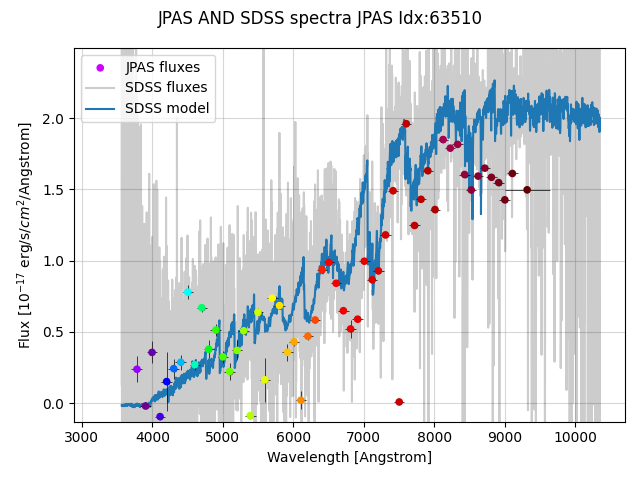 JPAS AND SDSS spectra JPAS Idx:63510
JPAS fluxes
SDSS fluxes
SDSS model
Flux [10⁻¹⁷ erg/s/cm²/Angstrom]
2.0
1.5
1.0
0.5
0.0
3000 4000 5000 6000 7000 8000 9000 10000
Wavelength [Angstrom]